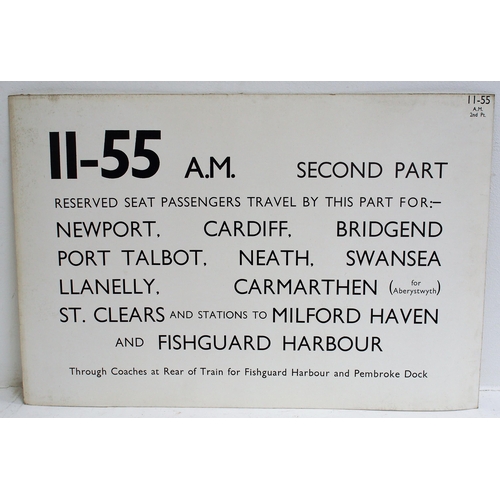 11-55
A.M.
2nd Pt.
11-55 A.M. SECOND PART
RESERVED SEAT PASSENGERS TRAVEL BY THIS PART FOR:-
NEWPORT, CARDIFF, BRIDGEND
PORT TALBOT, NEATH, SWANSEA
LLANELLY, CARMARTHEN (for Aberystwyth)
ST. CLEARS AND STATIONS TO MILFORD HAVEN
AND FISHGUARD HARBOUR
Through Coaches at Rear of Train for Fishguard Harbour and Pembroke Dock